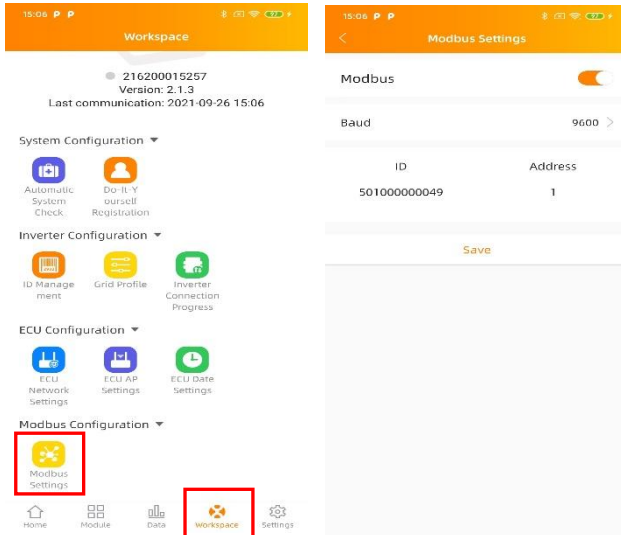 15:06 P P
97
Workspace
216200015257
Version: 2.1.3
Last communication: 2021-09-26 15:06
System Configuration
Automatic
System
Check
Do-It-Y
ourself
Registration
Inverter Configuration
ID Manage
ment
Grid Profile
Inverter
Connection
Progress
ECU Configuration
ECU
Network
Settings
ECU AP
Settings
ECU Date
Settings
Modbus Configuration
Modbus
Settings
Home
Module
Data
Workspace
Settings
15:06 P P
97
Modbus Settings
Modbus
Baud 9600
ID Address
501000000049 1
Save